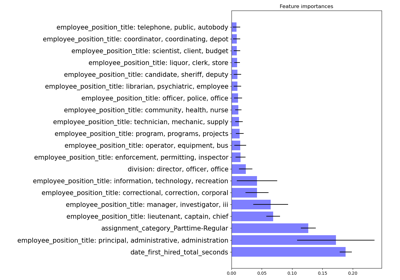 Feature importances
employee_position_title: telephone, public, autobody
employee_position_title: coordinator, coordinating, depot
employee_position_title: scientist, client, budget
employee_position_title: liquor, clerk, store
employee_position_title: candidate, sheriff, deputy
employee_position_title: librarian, psychiatric, employee
employee_position_title: officer, police, office
employee_position_title: community, health, nurse
employee_position_title: technician, mechanic, supply
employee_position_title: program, programs, projects
employee_position_title: operator, equipment, bus
employee_position_title: enforcement, permitting, inspector
division: director, officer, office
employee_position_title: information, technology, recreation
employee_position_title: correctional, correction, corporal
employee_position_title: manager, investigator, iii
employee_position_title: lieutenant, captain, chief
assignment_category_Parttime-Regular
employee_position_title: principal, administrative, administration
date_first_hired_total_seconds
0.00 0.05 0.10 0.15 0.20